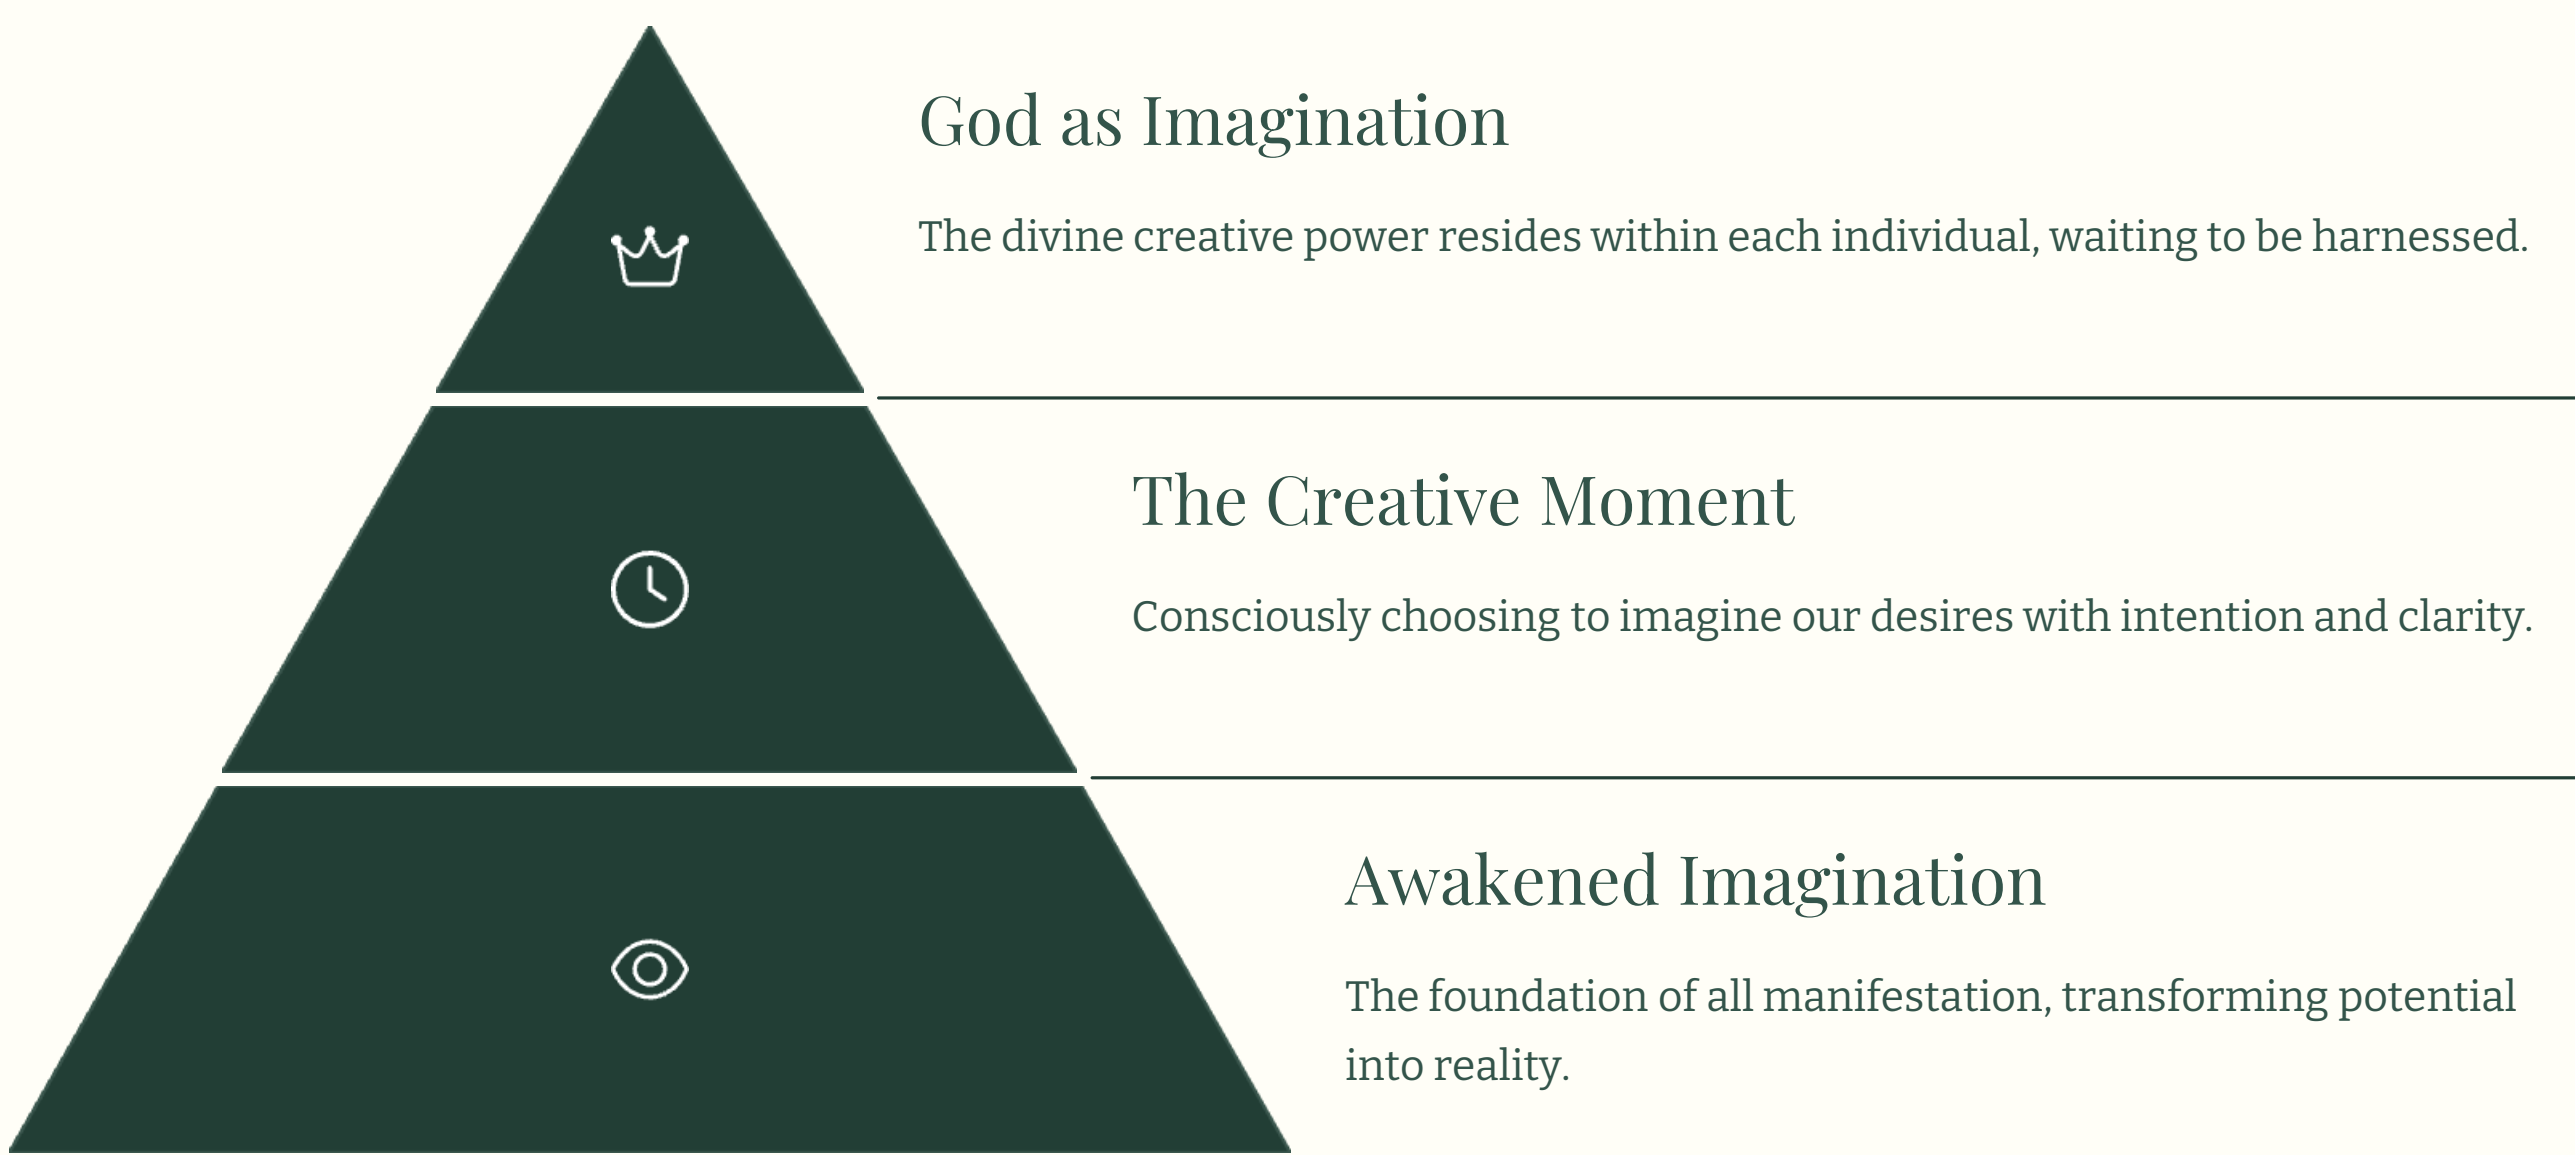 God as Imagination
The divine creative power resides within each individual, waiting to be harnessed.
The Creative Moment
Consciously choosing to imagine our desires with intention and clarity.
Awakened Imagination
The foundation of all manifestation, transforming potential
into reality.